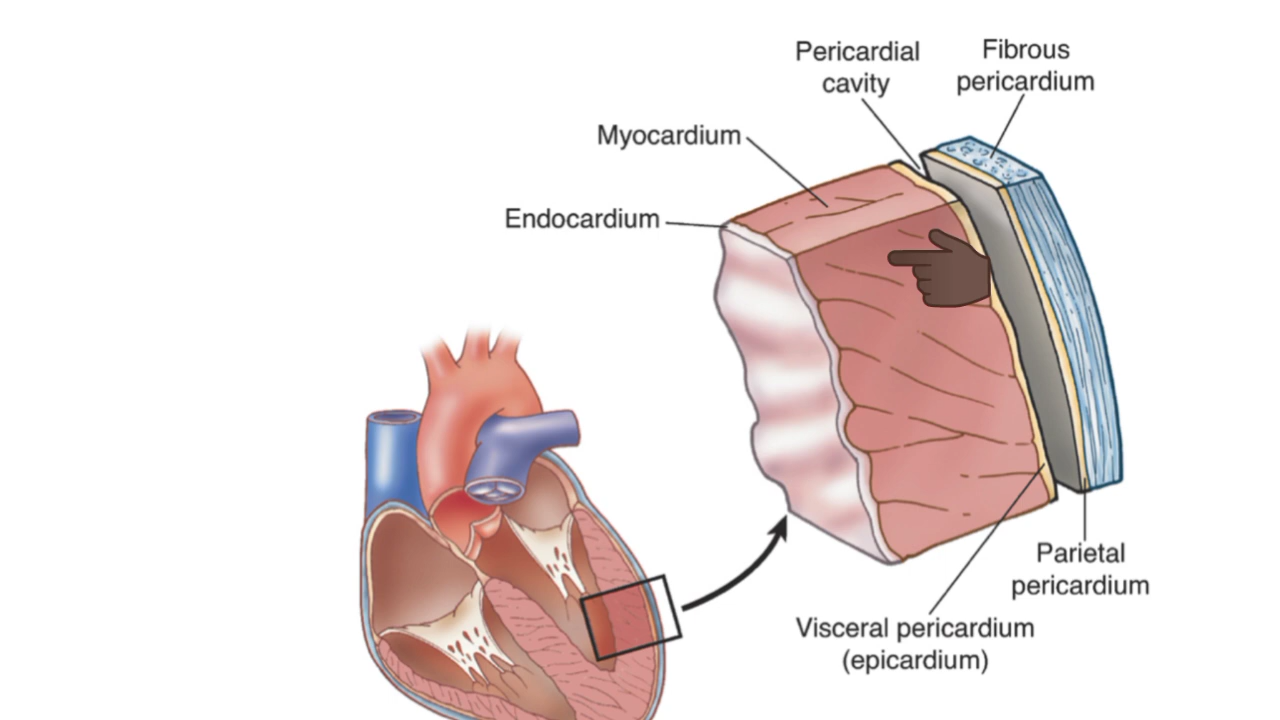 Pericardial
cavity
Fibrous
pericardium
Myocardium
Endocardium
Parietal
pericardium
Visceral pericardium
(epicardium)